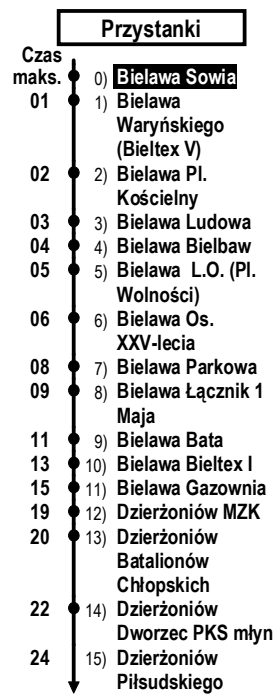 Przystanki
Czas
maks.
0) Bielawa Sowia
01 1) Bielawa
Waryńskiego
(Bieltex V)
02 2) Bielawa Pl.
Kościelny
03 3) Bielawa Ludowa
04 4) Bielawa Bielbaw
05 5) Bielawa L.O. (Pl.
Wolności)
06 6) Bielawa Os.
XXV-lecia
08 7) Bielawa Parkowa
09 8) Bielawa Łącznik 1
Maja
11 9) Bielawa Bata
13 10) Bielawa Bieltex I
15 11) Bielawa Gazownia
19 12) Dzierżoniów MZK
20 13) Dzierżoniów
Batalionów
Chłopskich
22 14) Dzierżoniów
Dworzec PKS młyn
24 15) Dzierżoniów
Piłsudskiego